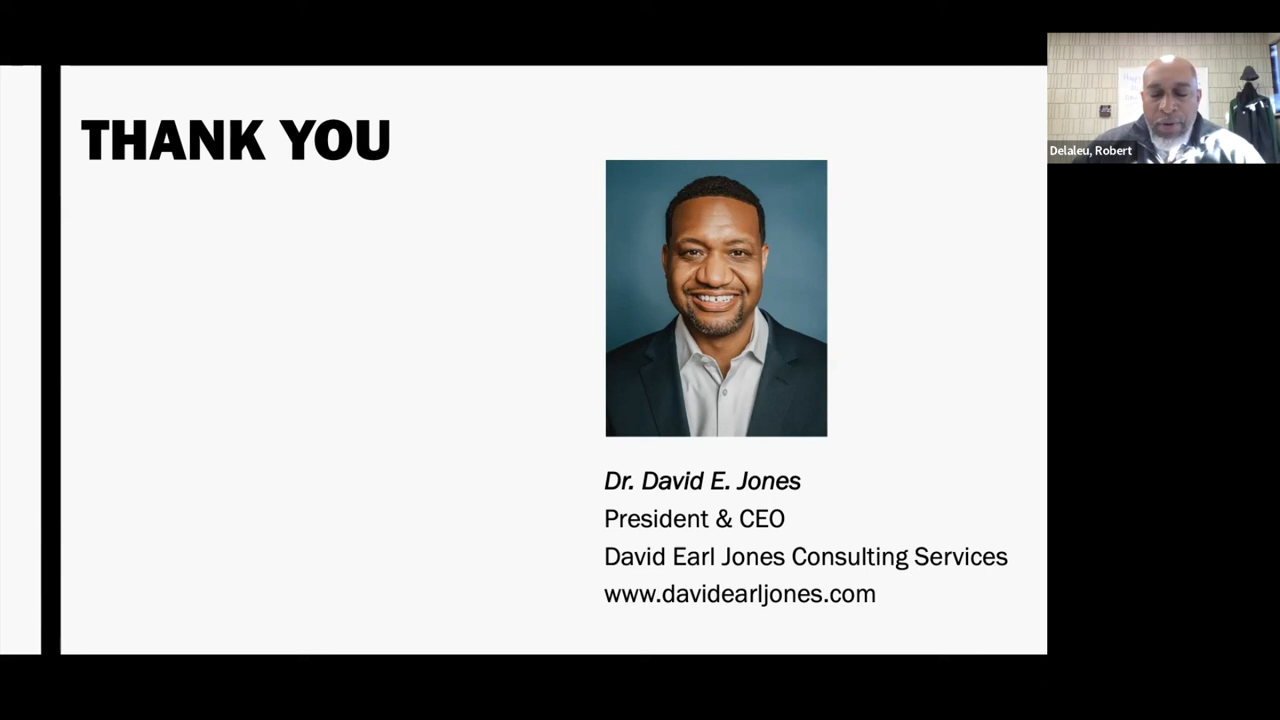 THANK YOU
Delaleu, Robert
Dr. David E. Jones
President & CEO
David Earl Jones Consulting Services
www.davidearljones.com